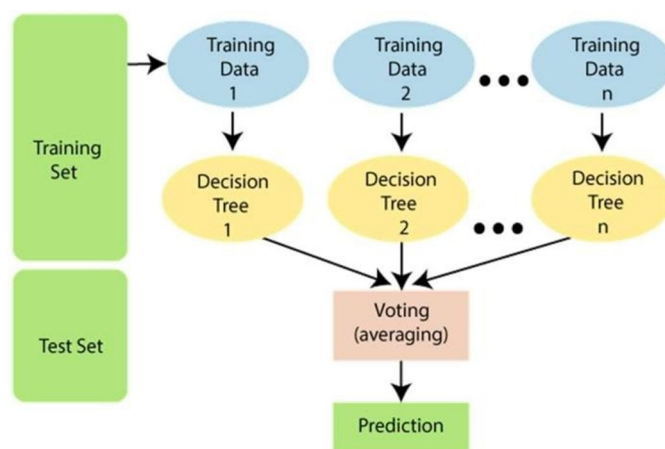 Training
Set
Training
Data
1
Training
Data
2
Training
Data
n
Decision
Tree
1
Decision
Tree
2
Decision
Tree
n
Voting
(averaging)
Test Set
Prediction